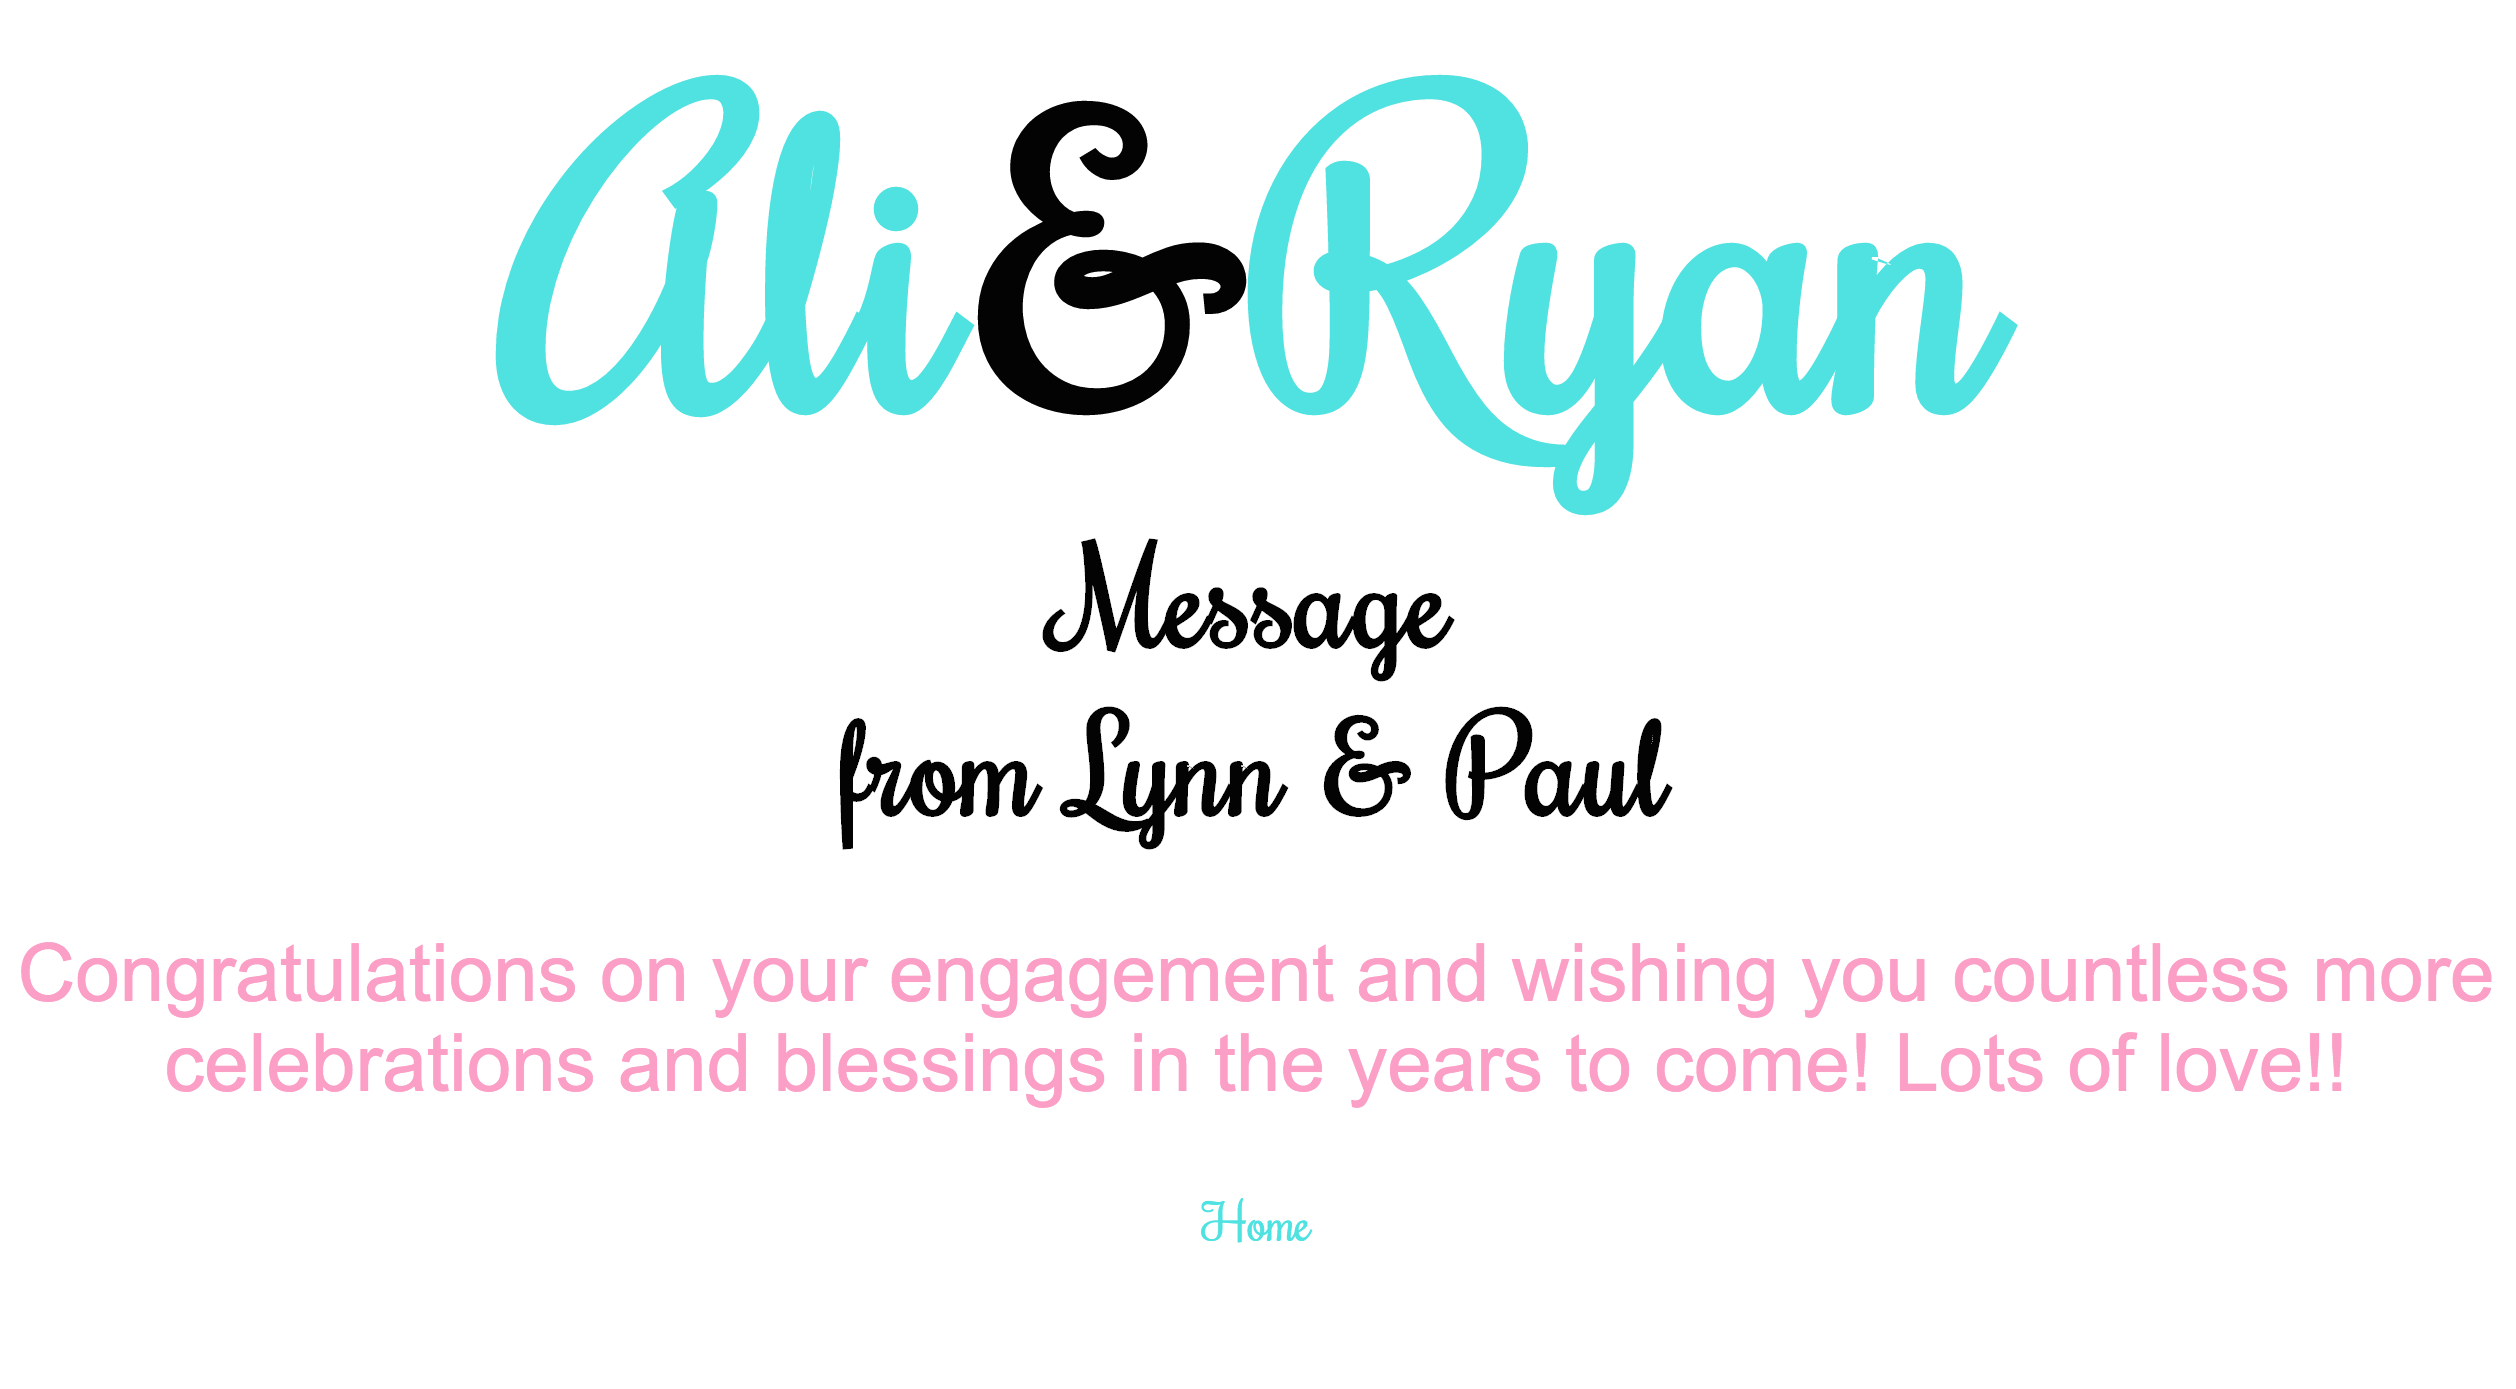 Ali&Ryan
Message
from Lynn & Paul
Congratulations on your engagement and wishing you countless more
celebrations and blessings in the years to come! Lots of love!!
Home